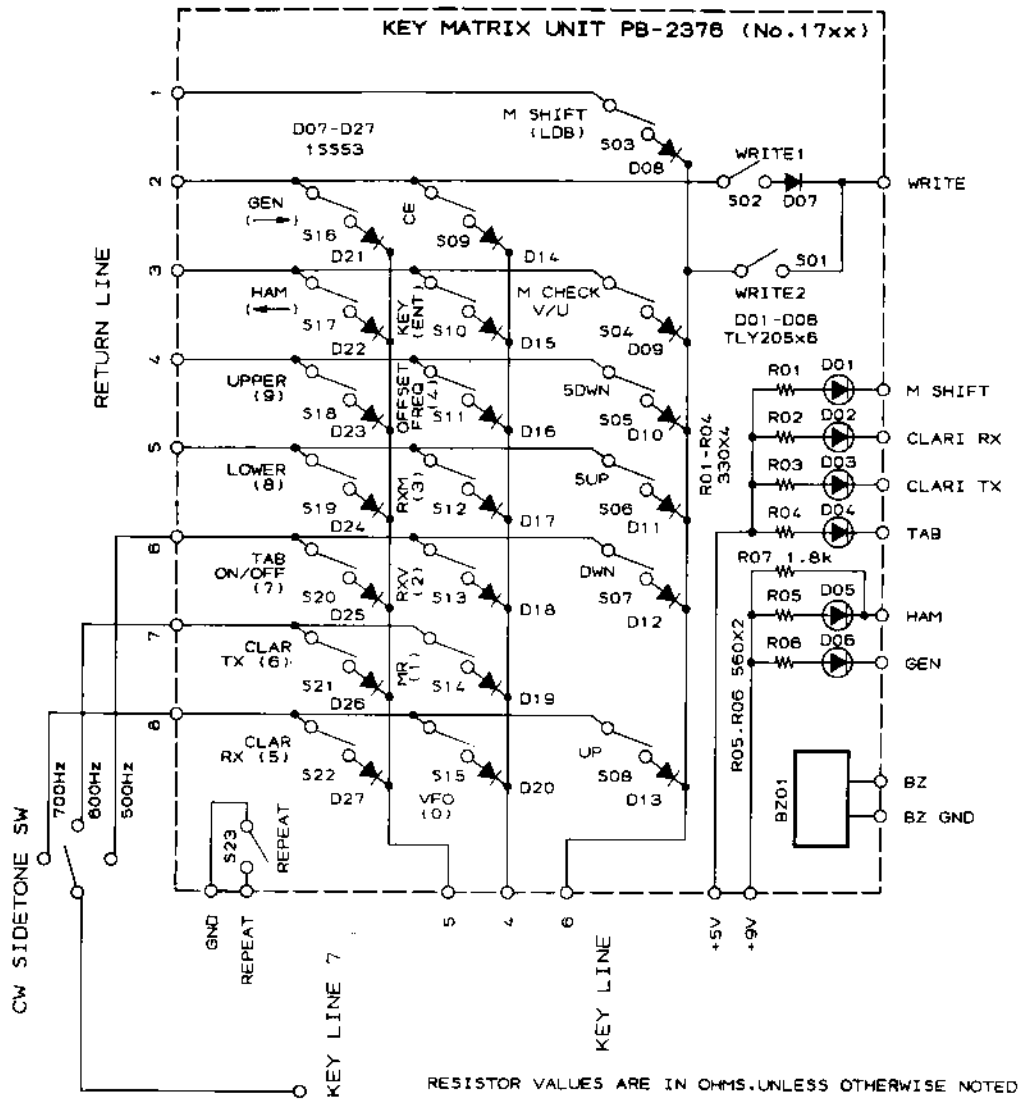 KEY MATRIX UNIT PB-2376 (No.17xx)
1
M SHIFT
(LDB)
S03
D08
D07-D27
1S553
WRITE1
2
S02
D07
WRITE
GEN
S16
D21
CE
S09
D14
S01
WRITE2
3
HAM
S17
D22
KEY
(ENT)
S10
D15
M CHECK
V/U
S04
D09
D01-D06
TLY205x6
RETURN LINE
4
UPPER
(9)
S18
D23
OFFSET
FREQ
(4)
S11
D16
5DWN
S05
D10
R01-R04
330X4
R01
D01
M SHIFT
R02
D02
CLARI RX
R03
D03
CLARI TX
R04
D04
TAB
5
LOWER
(8)
S19
D24
RXM
(3)
S12
D17
5UP
S06
D11
6
TAB
ON/OFF
(7)
S20
D25
RXV
(2)
S13
D18
DWN
S07
D12
R07 1.8k
R05
D05
HAM
R06
D06
GEN
R05.R06 560X2
7
CLAR
TX (6)
S21
D26
MR
(1)
S14
D19
8
CLAR
RX (5)
S22
D27
S15
VFO
(0)
D20
UP
S08
D13
BZ01
BZ
BZ GND
700Hz
600Hz
500Hz
CW SIDETONE SW
S23
REPEAT
GND
REPEAT
5
4
6
+5V
+9V
KEY LINE 7
KEY LINE
RESISTOR VALUES ARE IN OHMS.UNLESS OTHERWISE NOTED